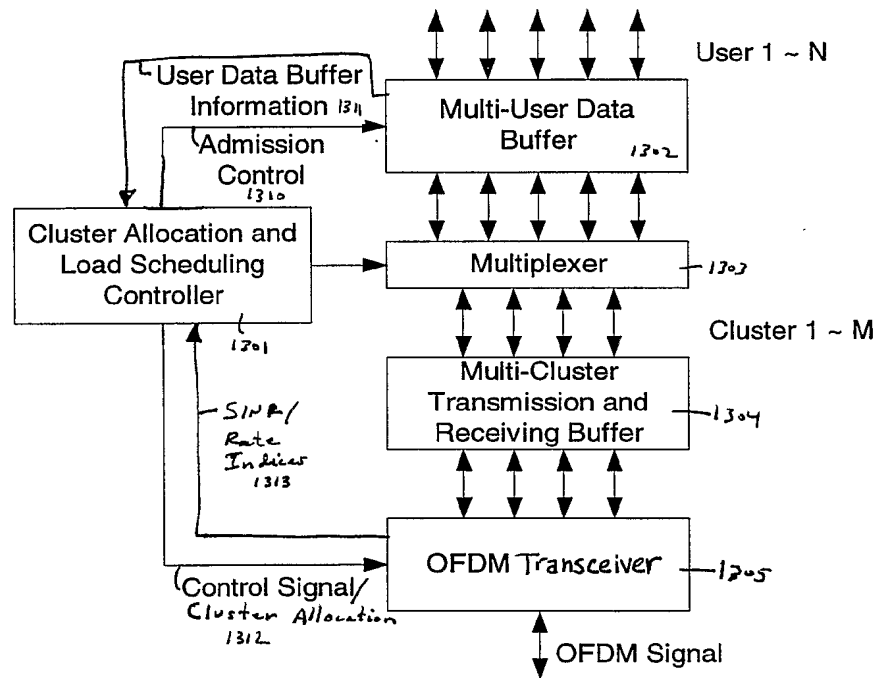 User 1 ~ N
User Data Buffer
Information 1311
Multi-User Data
Buffer
1302
Admission
Control
1310
Cluster Allocation and
Load Scheduling
Controller
1301
Multiplexer
1303
Cluster 1 ~ M
Multi-Cluster
Transmission and
Receiving Buffer
1304
SINR/
Rate
Indices
1313
OFDM Transceiver
1305
Control Signal/
Cluster Allocation
1312
OFDM Signal